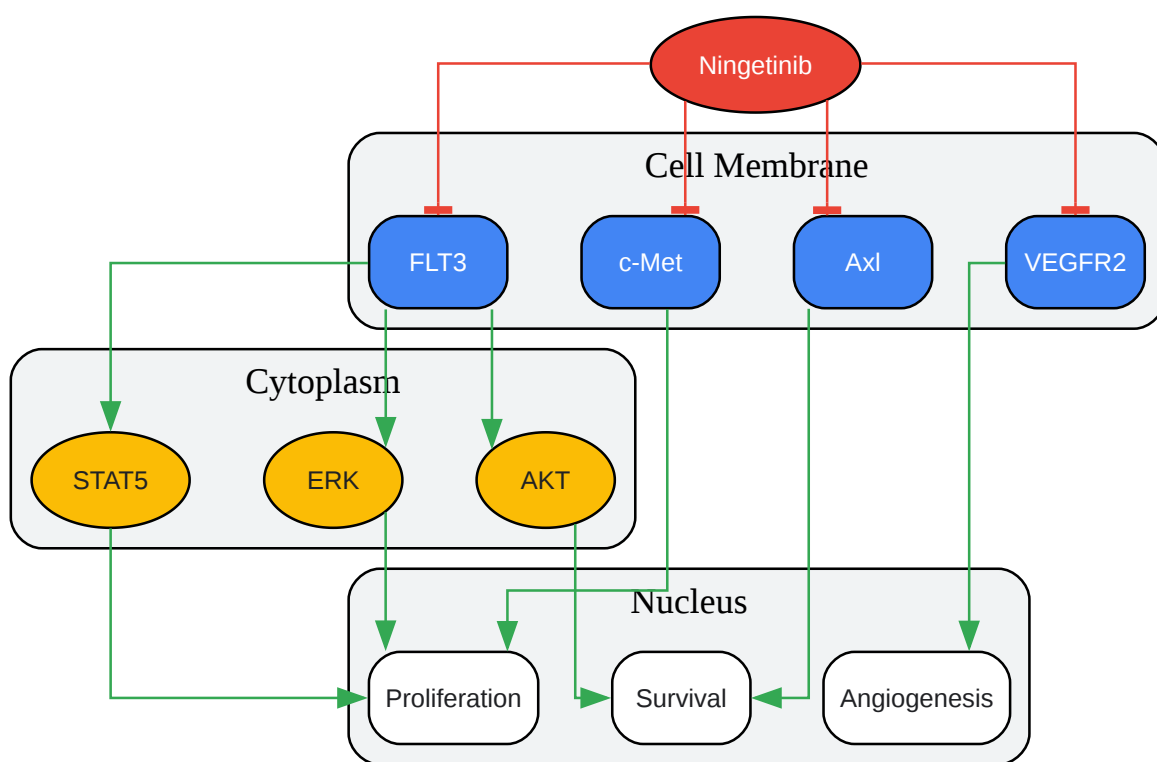 Ningetinib
Cell Membrane
FLT3
c-Met
Axl
VEGFR2
Cytoplasm
STAT5
ERK
AKT
Nucleus
Proliferation
Survival
Angiogenesis